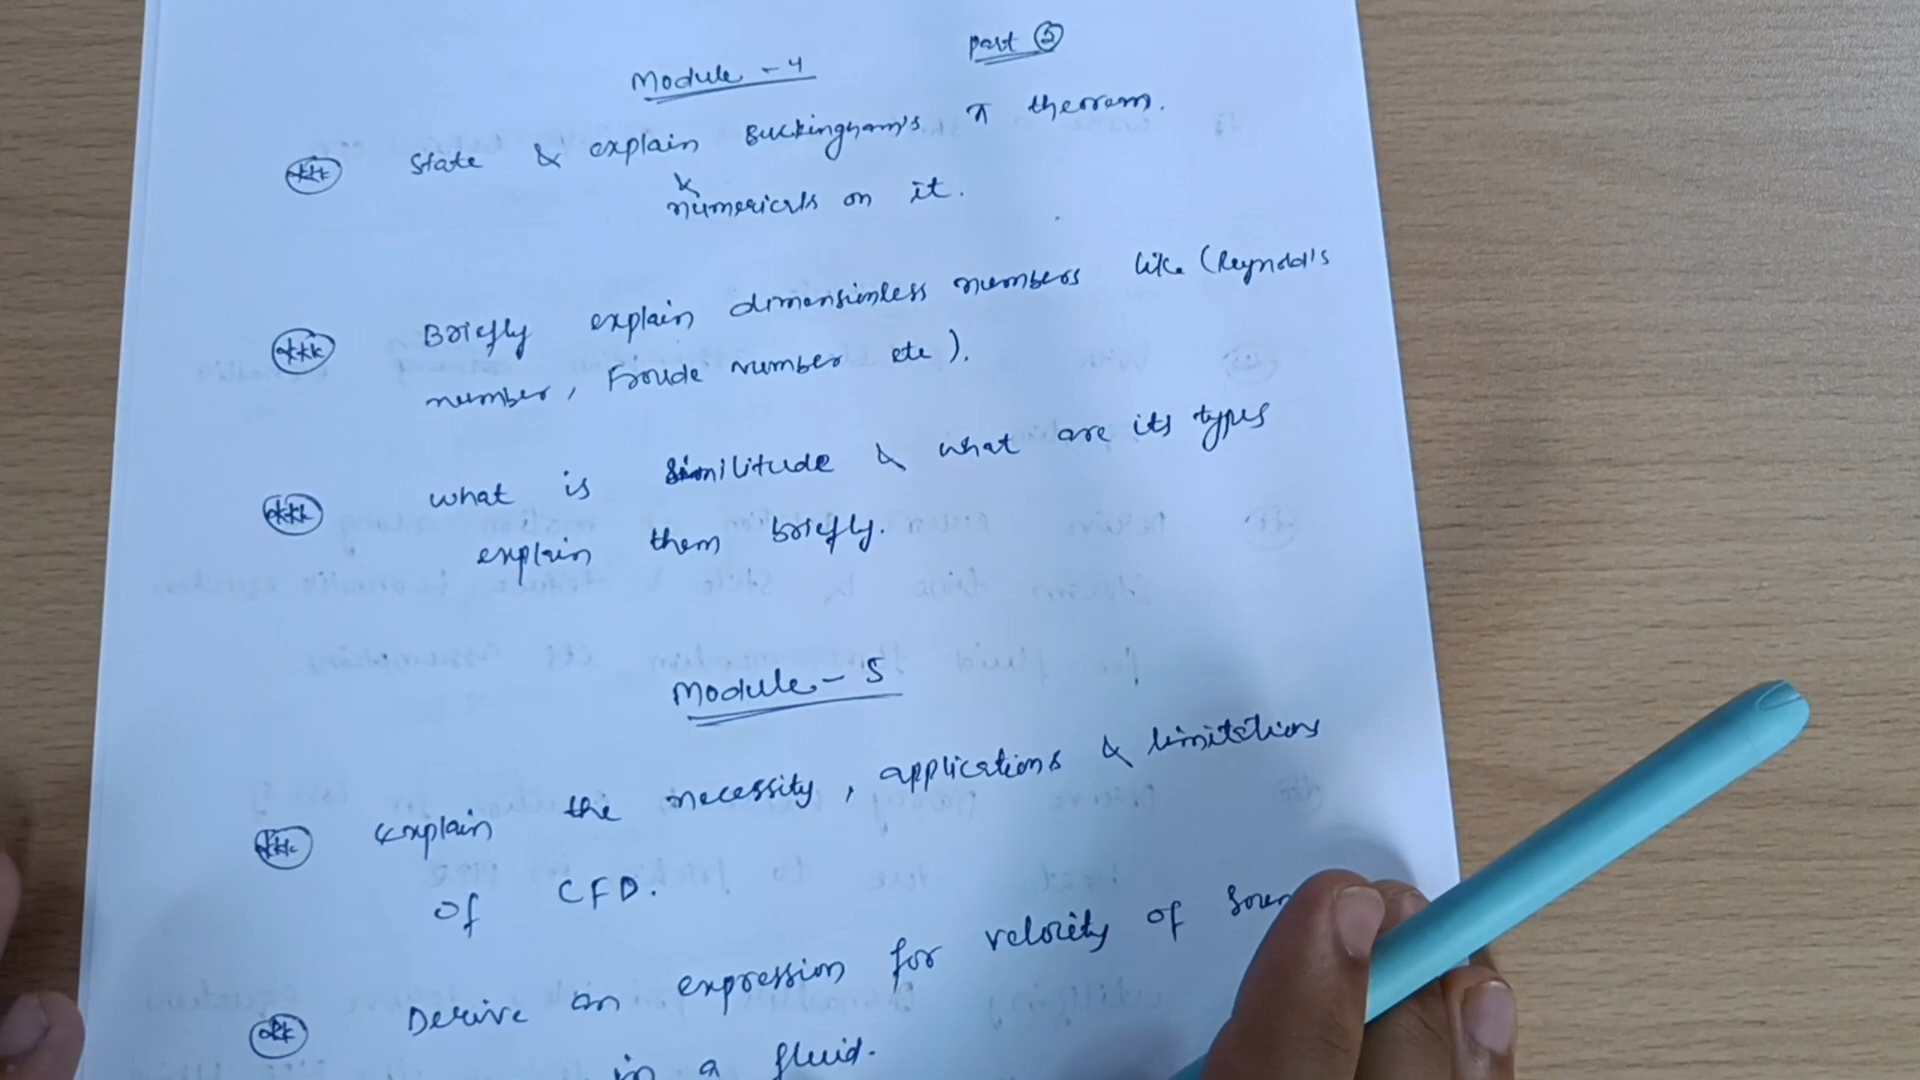 Part 5
Module - 4
*** State & explain Buckingham's π theorem.
&
numericals on it.
*** Briefly explain dimensionless numbers like (Reynold's
number, Froude number etc).
*** what is similitude & what are its types
explain them briefly.
Module - 5
*** Explain the necessity, applications & limitations
of CFD.
*** Derive an expression for velocity of
in a fluid.